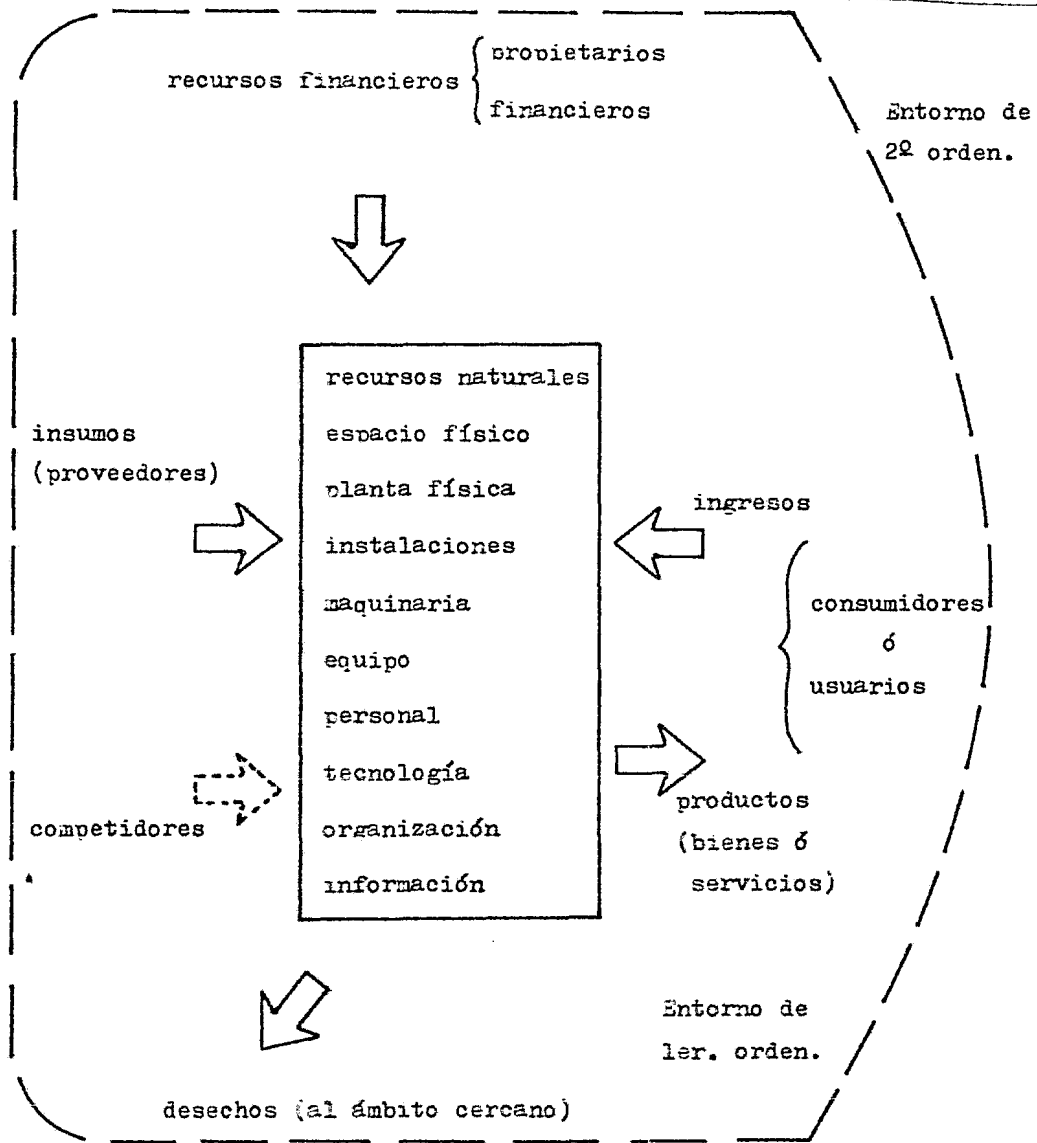 recursos financieros
propietarios
financieros
Entorno de
2º orden.
insumos
(proveedores)
recursos naturales
espacio físico
planta física
instalaciones
maquinaria
equipo
personal
tecnología
organización
información
ingresos
consumidores
ó
usuarios
competidores
productos
(bienes ó
servicios)
Entorno de
1er. orden.
desechos (al ámbito cercano)